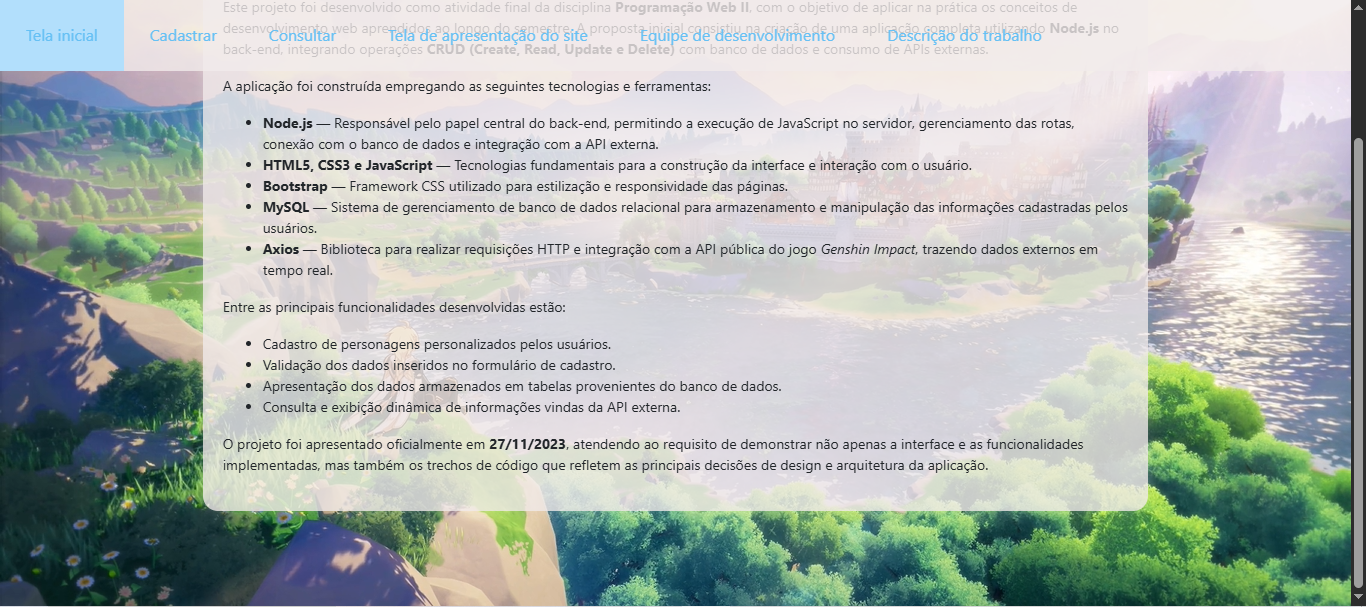 Tela inicial Cadastrar Consultar Tela de apresentação do site Equipe de desenvolvimento Descrição do trabalho
Este projeto foi desenvolvido como atividade final da disciplina Programação Web II, com o objetivo de aplicar na prática os conceitos de
desenvolvimento web aprendidos ao longo do semestre. A proposta inicial consistiu na criação de uma aplicação completa utilizando Node.js no
back-end, integrando operações CRUD (Create, Read, Update e Delete) com banco de dados e consumo de APIs externas.
A aplicação foi construída empregando as seguintes tecnologias e ferramentas:
• Node.js — Responsável pelo papel central do back-end, permitindo a execução de JavaScript no servidor, gerenciamento das rotas,
conexão com o banco de dados e integração com a API externa.
• HTML5, CSS3 e JavaScript — Tecnologias fundamentais para a construção da interface e interação com o usuário.
• Bootstrap — Framework CSS utilizado para estilização e responsividade das páginas.
• MySQL — Sistema de gerenciamento de banco de dados relacional para armazenamento e manipulação das informações cadastradas pelos
usuários.
• Axios — Biblioteca para realizar requisições HTTP e integração com a API pública do jogo Genshin Impact, trazendo dados externos em
tempo real.
Entre as principais funcionalidades desenvolvidas estão:
• Cadastro de personagens personalizados pelos usuários.
• Validação dos dados inseridos no formulário de cadastro.
• Apresentação dos dados armazenados em tabelas provenientes do banco de dados.
• Consulta e exibição dinâmica de informações vindas da API externa.
O projeto foi apresentado oficialmente em 27/11/2023, atendendo ao requisito de demonstrar não apenas a interface e as funcionalidades
implementadas, mas também os trechos de código que refletem as principais decisões de design e arquitetura da aplicação.